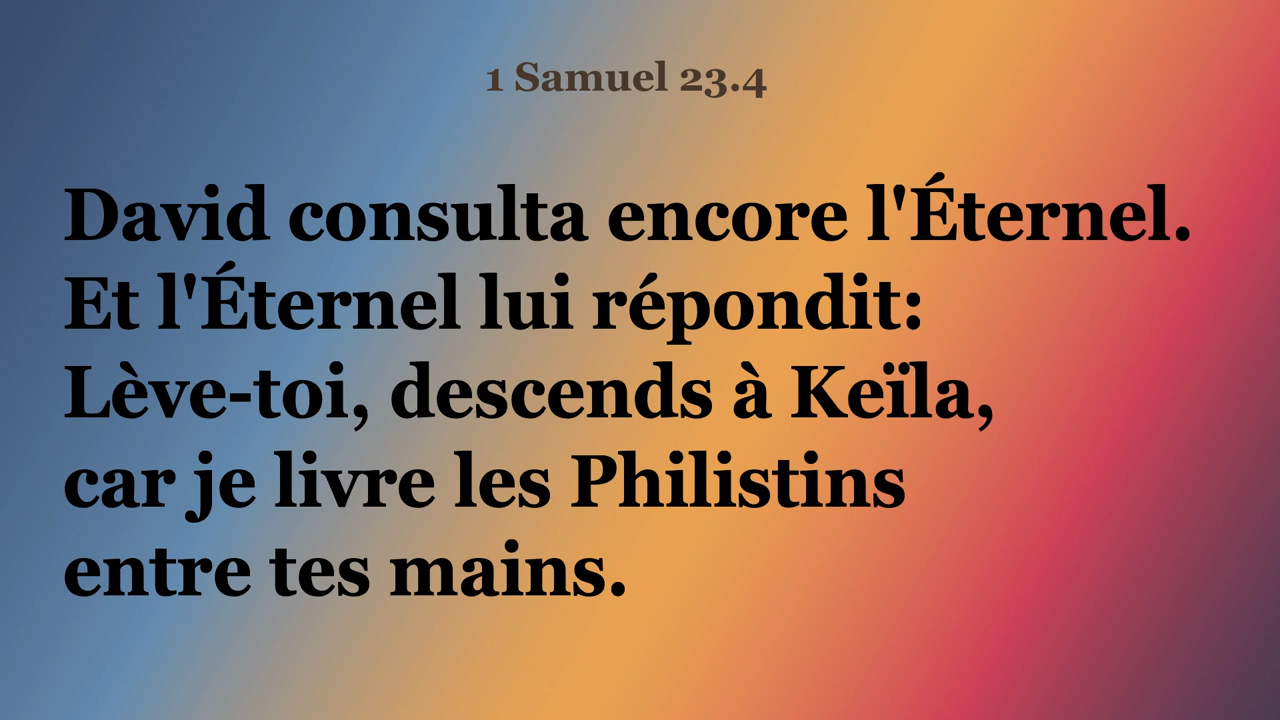 1 Samuel 23.4
David consulta encore l'Éternel.
Et l'Éternel lui répondit:
Lève-toi, descends à Keïla,
car je livre les Philistins
entre tes mains.